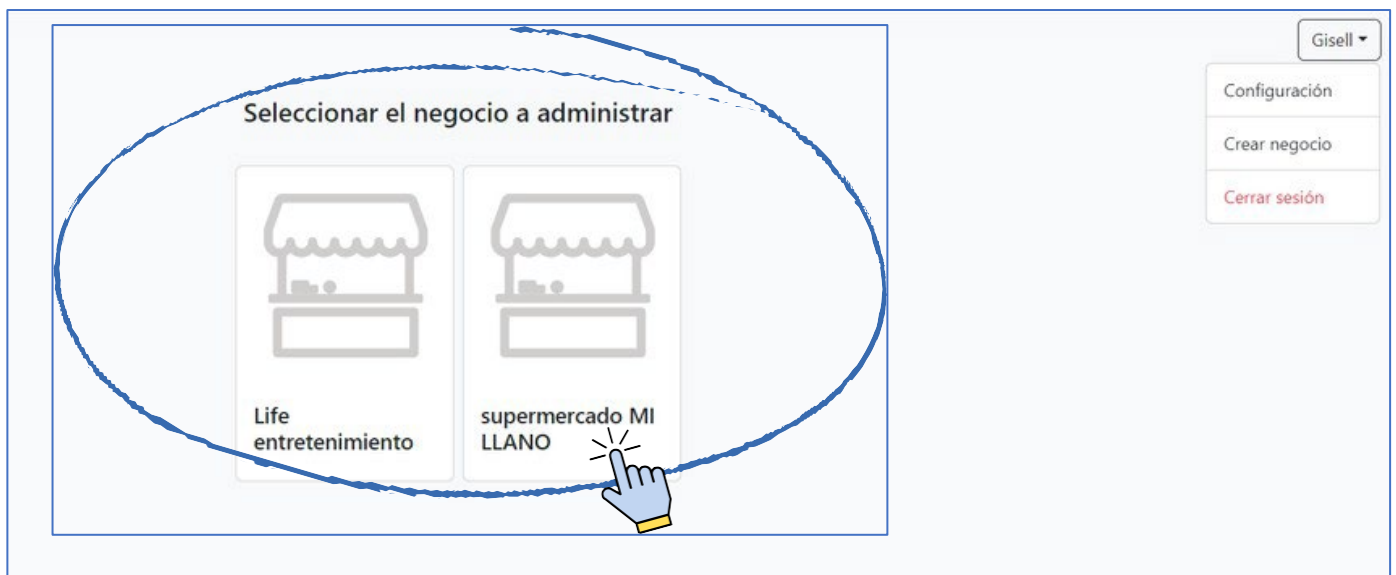 Gisell
Configuración
Crear negocio
Cerrar sesión
Seleccionar el negocio a administrar
Life
entretenimiento
supermercado MI
LLANO